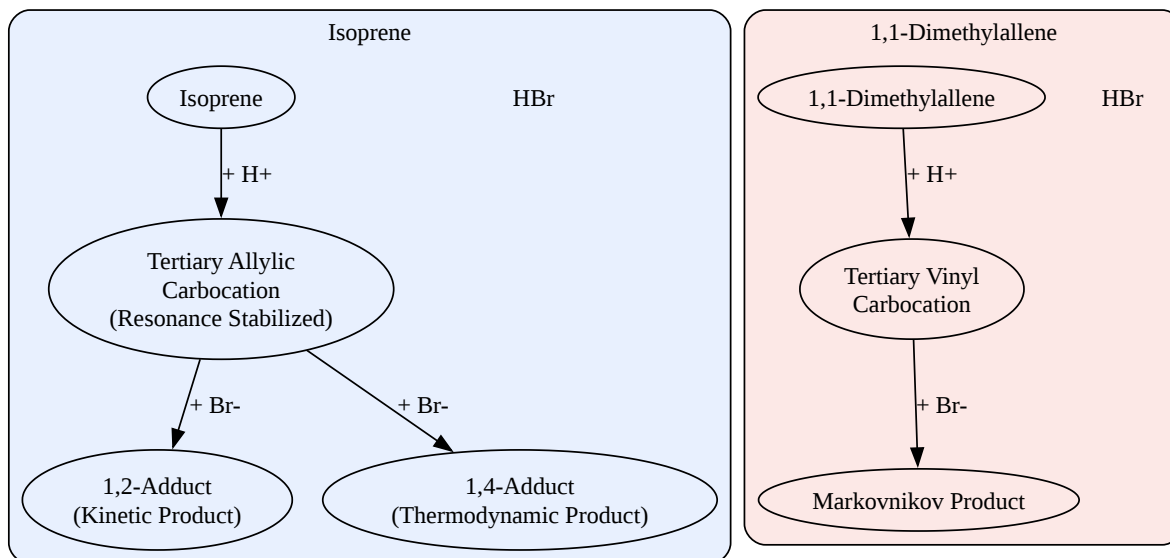 Isoprene
Isoprene
HBr
+ H+
Tertiary Allylic
Carbocation
(Resonance Stabilized)
+ Br-
+ Br-
1,2-Adduct
(Kinetic Product)
1,4-Adduct
(Thermodynamic Product)
1,1-Dimethylallene
1,1-Dimethylallene
HBr
+ H+
Tertiary Vinyl
Carbocation
+ Br-
Markovnikov Product